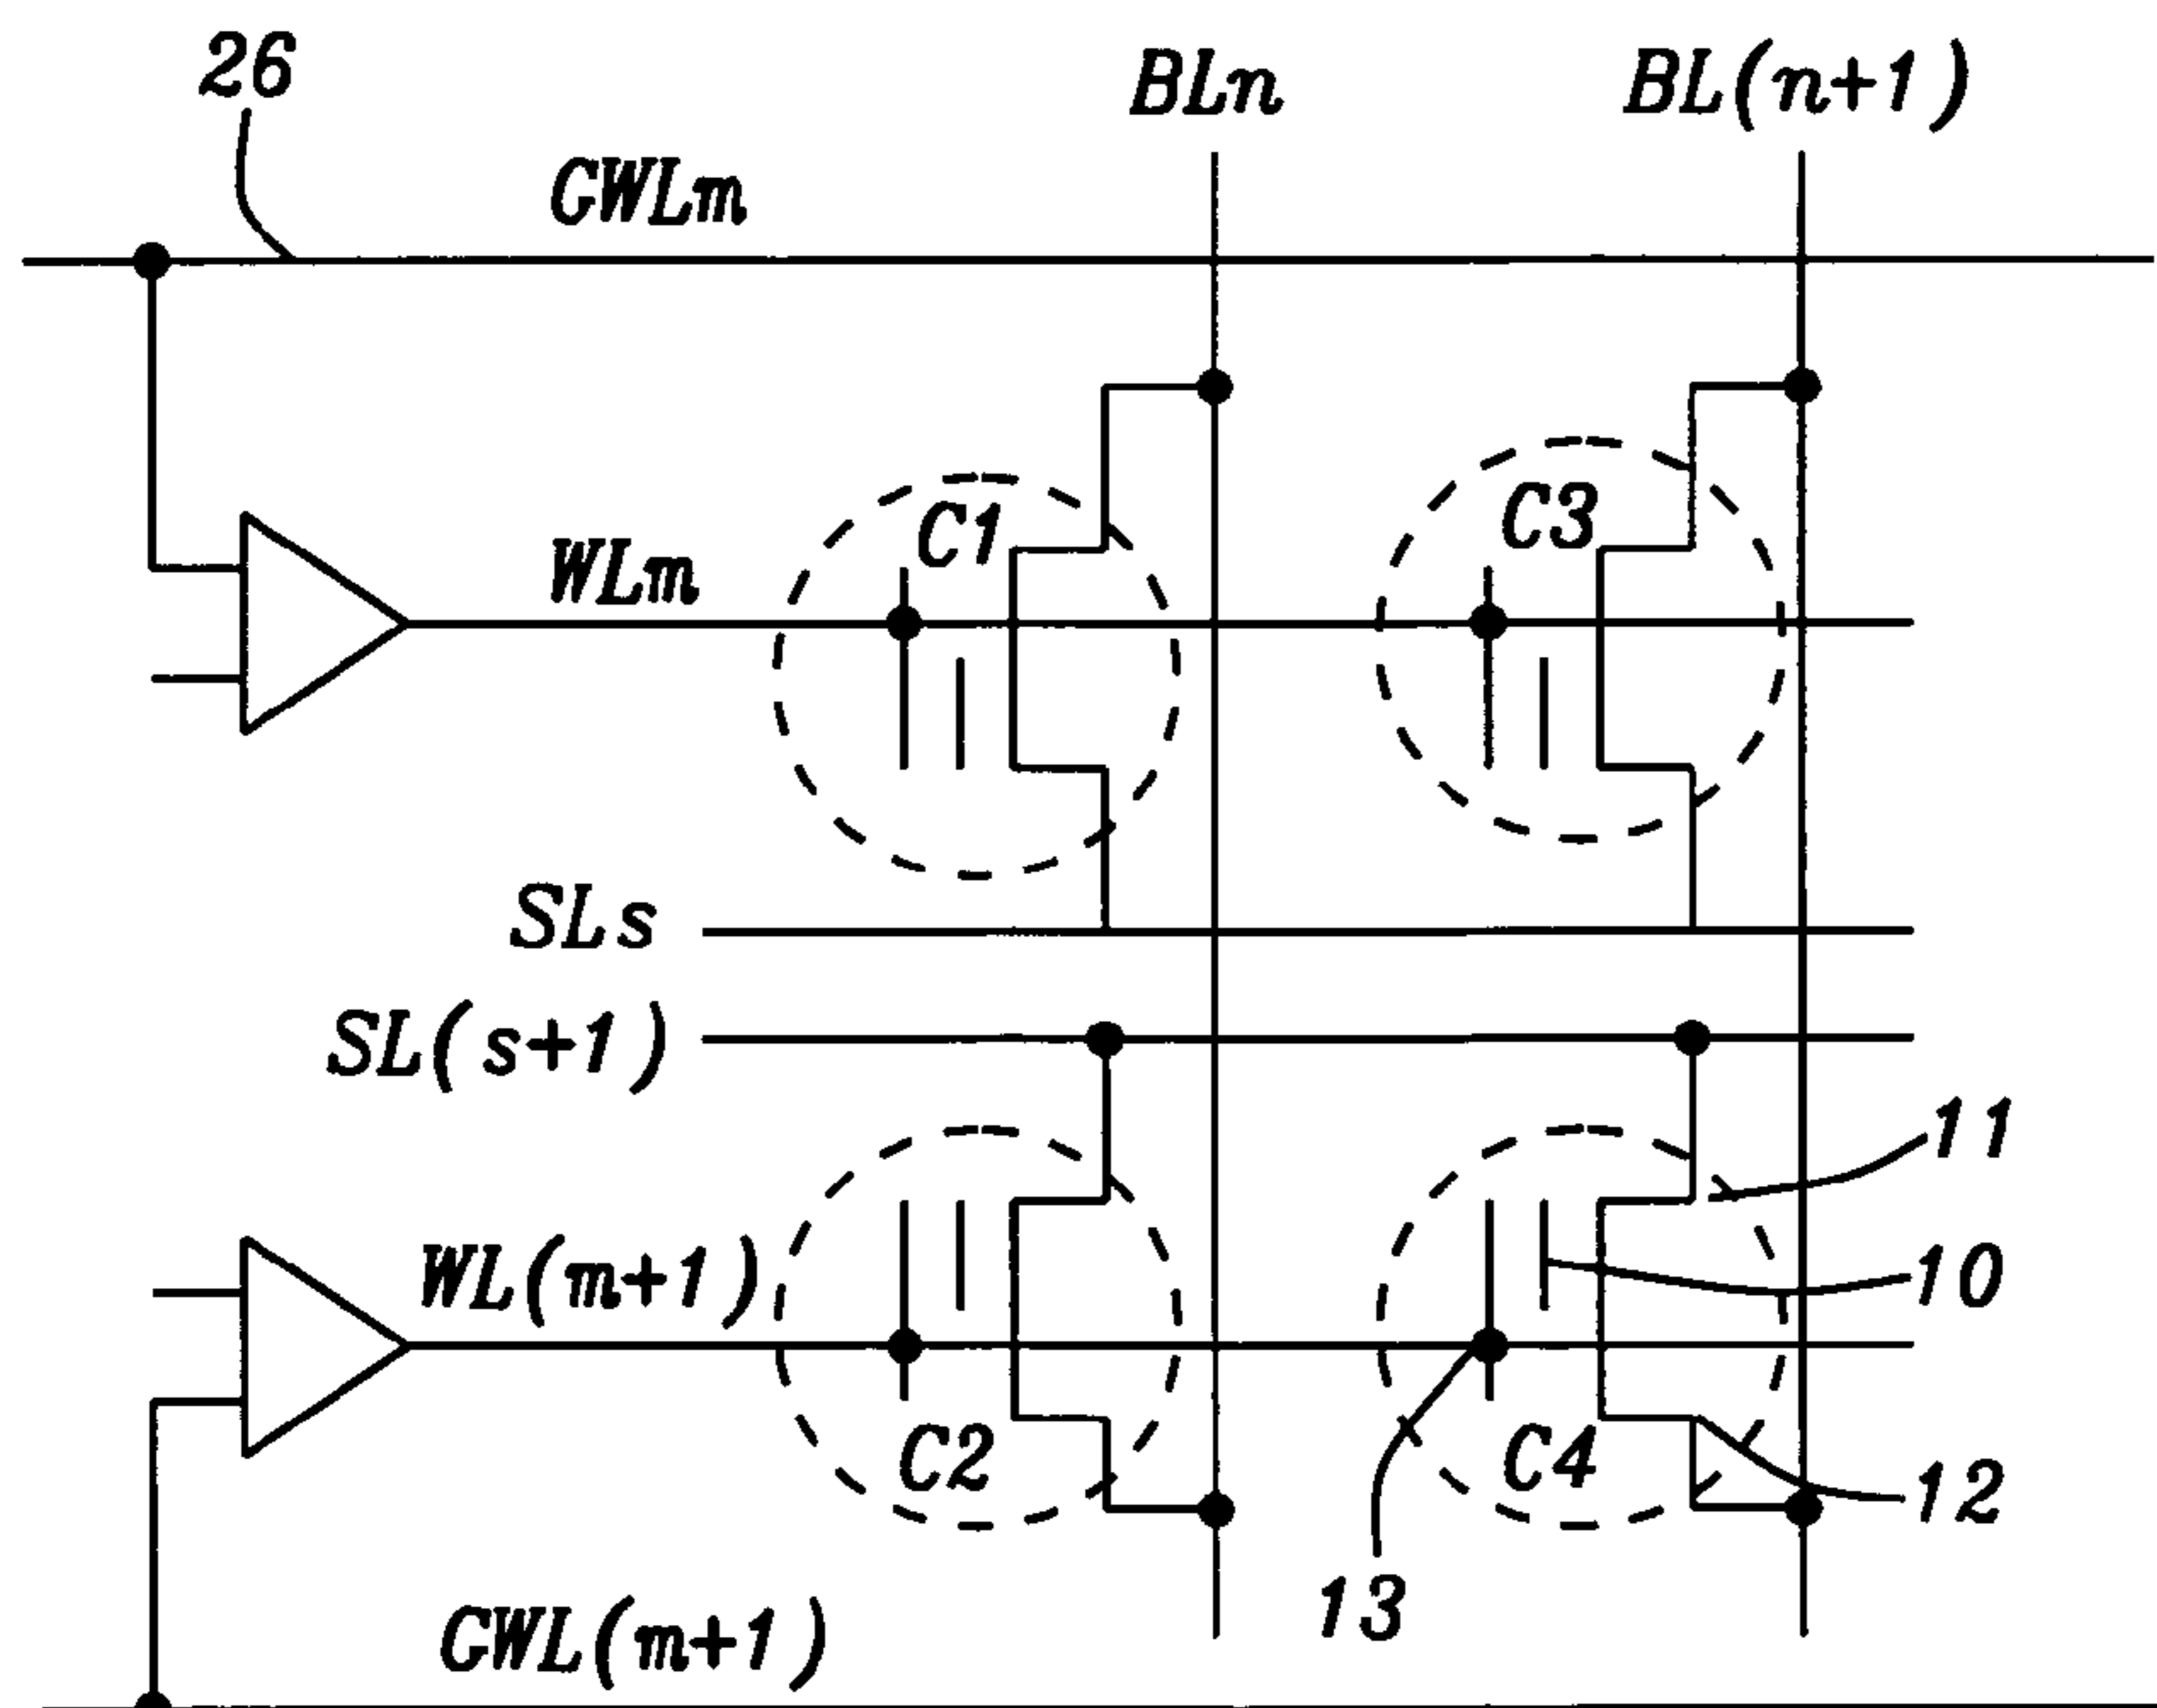 26
BLn
BL(n+1)
GWLm
C1
C3
WLm
SLs
SL(s+1)
11
WL(m+1)
10
C2
C4
12
13
GWL(m+1)